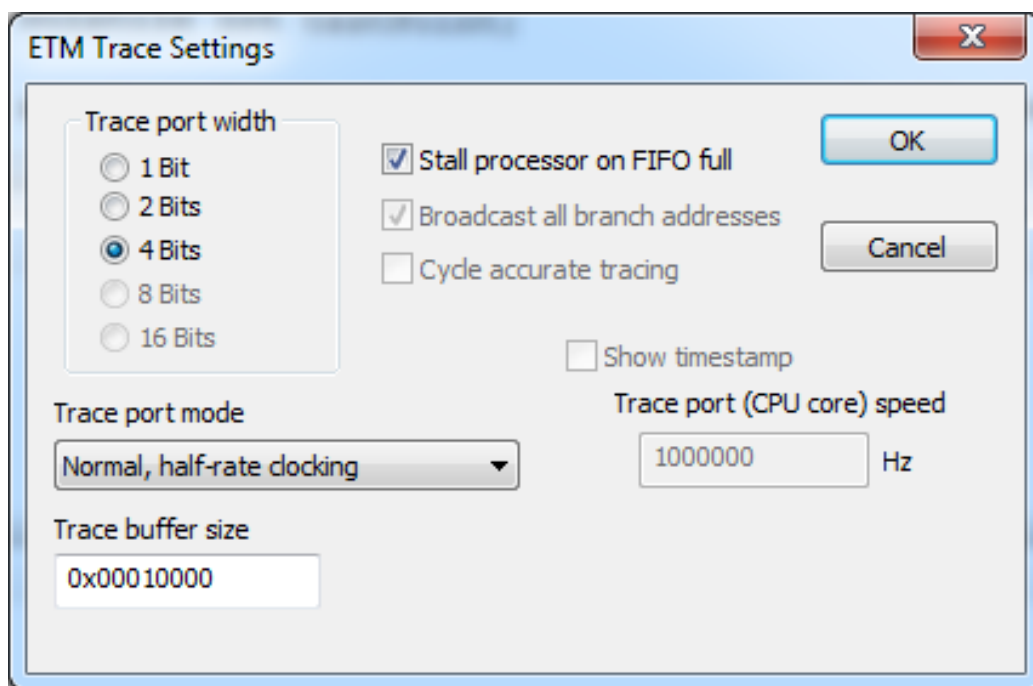 ETM Trace Settings
Trace port width
1 Bit
2 Bits
4 Bits
8 Bits
16 Bits
Stall processor on FIFO full
Broadcast all branch addresses
Cycle accurate tracing
OK
Cancel
Show timestamp
Trace port mode
Normal, half-rate clocking
Trace port (CPU core) speed
1000000 Hz
Trace buffer size
0x00010000